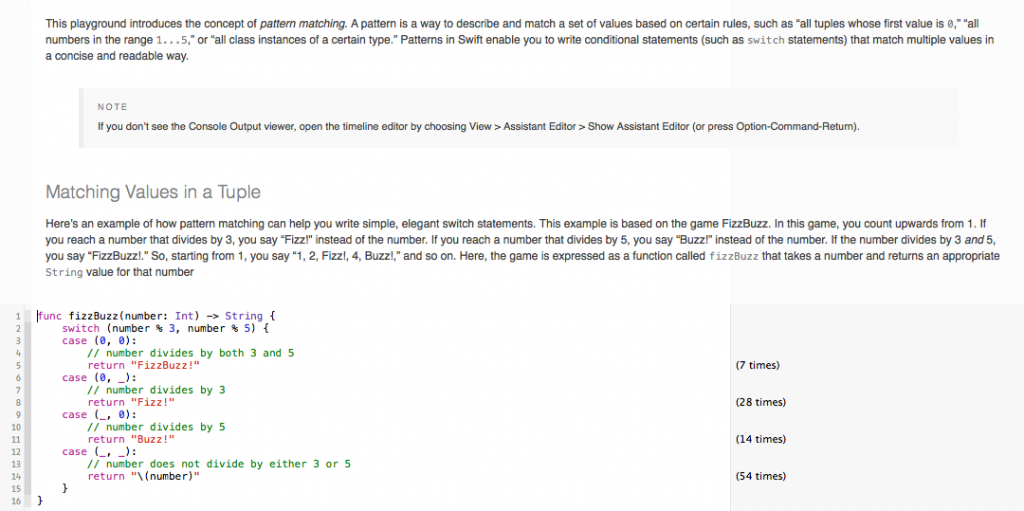 This playground introduces the concept of pattern matching. A pattern is a way to describe and match a set of values based on certain rules, such as “all tuples whose first value is 0,” “all
numbers in the range 1...5,” or “all class instances of a certain type.” Patterns in Swift enable you to write conditional statements (such as switch statements) that match multiple values in
a concise and readable way.
NOTE
If you don’t see the Console Output viewer, open the timeline editor by choosing View > Assistant Editor > Show Assistant Editor (or press Option-Command-Return).
Matching Values in a Tuple
Here’s an example of how pattern matching can help you write simple, elegant switch statements. This example is based on the game FizzBuzz. In this game, you count upwards from 1. If
you reach a number that divides by 3, you say “Fizz!” instead of the number. If you reach a number that divides by 5, you say “Buzz!” instead of the number. If the number divides by 3 and 5,
you say “FizzBuzz!.” So, starting from 1, you say “1, 2, Fizz!, 4, Buzz!,” and so on. Here, the game is expressed as a function called fizzBuzz that takes a number and returns an appropriate
String value for that number
1 func fizzBuzz(number: Int) -> String {
2 switch (number % 3, number % 5) {
3 case (0, 0):
4 // number divides by both 3 and 5
5 return "FizzBuzz!" (7 times)
6 case (0, _):
7 // number divides by 3
8 return "Fizz!" (28 times)
9 case (_, 0):
10 // number divides by 5
11 return "Buzz!" (14 times)
12 case (_, _):
13 // number does not divide by either 3 or 5
14 return "\(number)" (54 times)
15 }
16 }